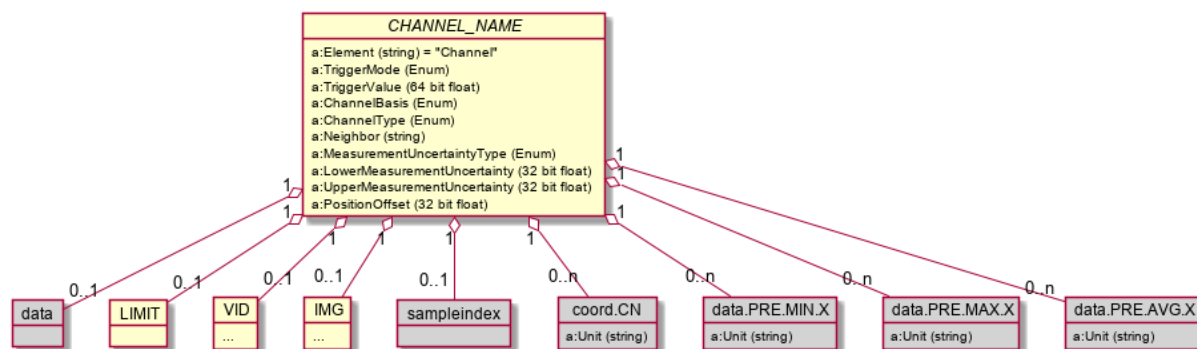 CHANNEL_NAME
a:Element (string) = "Channel"
a:TriggerMode (Enum)
a:TriggerValue (64 bit float)
a:ChannelBasis (Enum)
a:ChannelType (Enum)
a:Neighbor (string)
a:MeasurementUncertaintyType (Enum)
a:LowerMeasurementUncertainty (32 bit float)
a:UpperMeasurementUncertainty (32 bit float)
a:PositionOffset (32 bit float)
1
1
1
1
1
1
1
1
1
0..1
0..1
0..1
0..1
0..1
0..n
0..n
0..n
0..n
data
LIMIT
VID
...
IMG
...
sampleindex
coord.CN
a:Unit (string)
data.PRE.MIN.X
a:Unit (string)
data.PRE.MAX.X
a:Unit (string)
data.PRE.AVG.X
a:Unit (string)